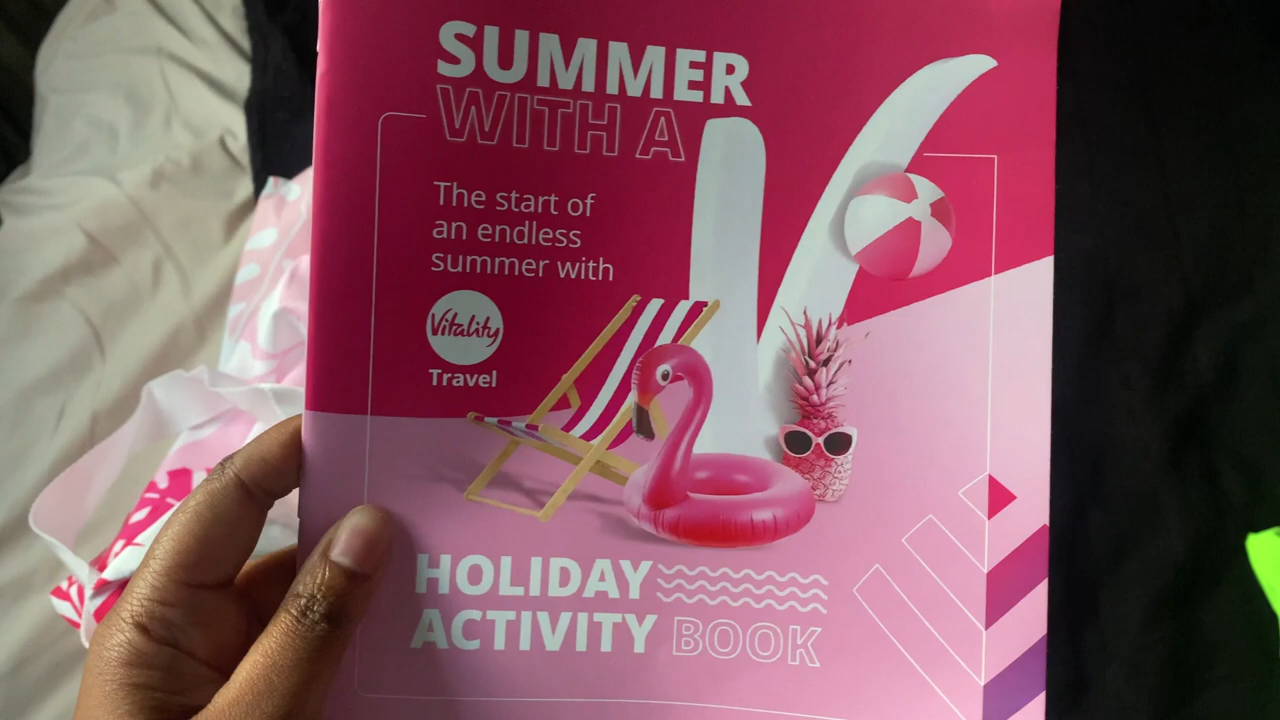 SUMMER
WITH A V
The start of
an endless
summer with
Vitality
Travel
HOLIDAY
ACTIVITY BOOK